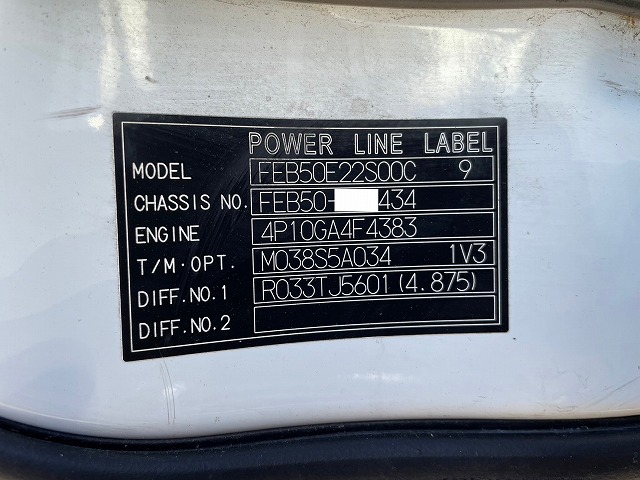 POWER LINE LABEL
MODEL FEB50E22S00C 9
CHASSIS NO. FEB50- 434
ENGINE 4P10GA4F4383
T/M·OPT. M038S5A034 1V3
DIFF.NO.1 R033TJ5601(4.875)
DIFF.NO.2